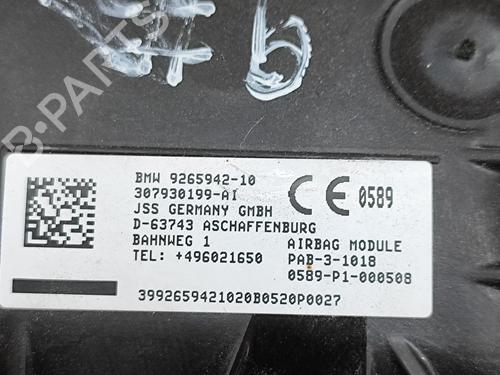 #6
BMW 9265942-10
307930199-AI
JSS GERMANY GMBH
D-63743 ASCHAFFENBURG
BAHNWEG 1
TEL: +496021650
CE 0589
AIRBAG MODULE
PAB-3-1018
0589-P1-000508
3992659421020B0520P0027
B-Parts